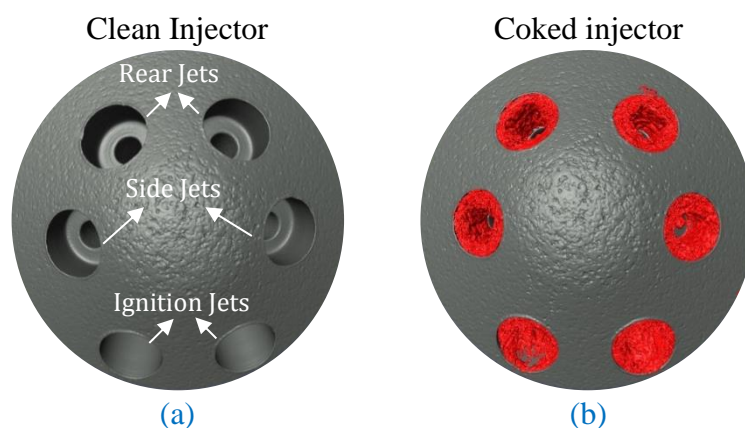 Clean Injector
Coked injector
Rear Jets
Side Jets
Ignition Jets
(a)
(b)